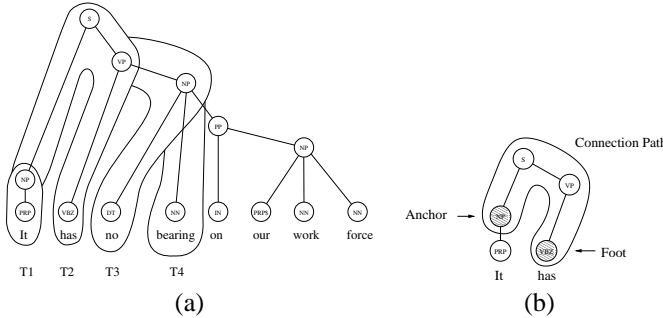 S
VP
NP
PP
NP
NP
PRP VBZ DT NN IN PRP$ NN NN
It has no bearing on our work force
T1 T2 T3 T4
(a)
Connection Path
S
VP
Anchor NP
PRP VBZ Foot
It has
(b)